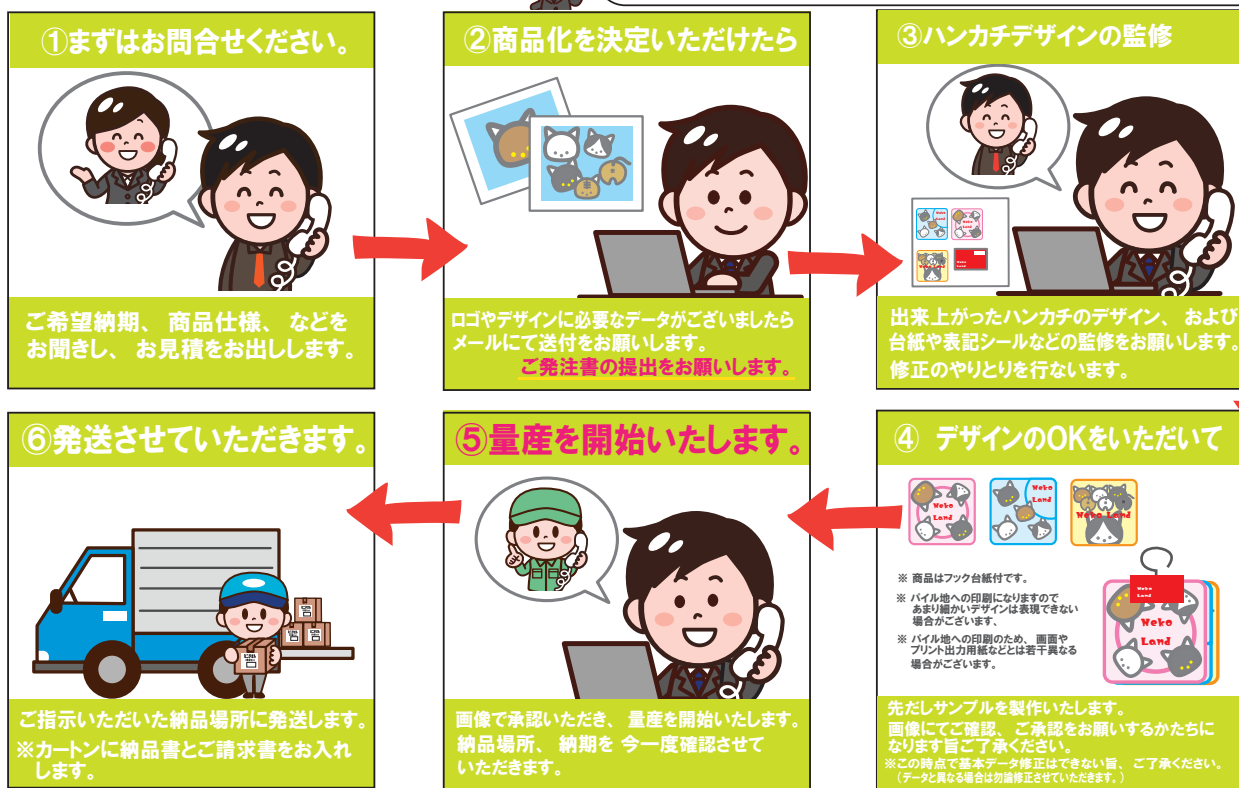 ①まずはお問合せください。
ご希望納期、商品仕様、などを
お聞きし、お見積をお出しします。
②商品化を決定いただけたら
ロゴやデザインに必要なデータがございましたら
メールにて送付をお願いします。
ご発注書の提出をお願いします。
③ハンカチデザインの監修
Neko
Land
Neko
Land
Neko Land
Neko
Land
出来上がったハンカチのデザイン、および
台紙や表記シールなどの監修をお願いします。
修正のやりとりを行ないます。
④ デザインのOKをいただいて
Neko
Land
Neko
Land
Neko Land
※ 商品はフック台紙付です。
※ パイル地への印刷になりますので
あまり細かいデザインは表現できない
場合がございます、
※ パイル地への印刷のため、画面や
プリント出力用紙などとは若干異なる
場合がございます。
Neko
Land
Neko
Land
先だしサンプルを製作いたします。
画像にてご確認、ご承認をお願いするかたちに
なります旨ご了承ください。
※この時点で基本データ修正はできない旨、ご了承ください。
（データと異なる場合は勿論修正させていただきます。）
⑤量産を開始いたします。
画像で承認いただき、量産を開始いたします。
納品場所、納期を 今一度確認させて
いただきます。
⑥発送させていただきます。
ご指示いただいた納品場所に発送します。
※カートンに納品書とご請求書をお入れ
します。